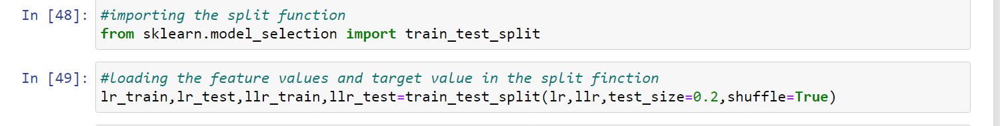 In [48]: #importing the split function
from sklearn.model_selection import train_test_split
In [49]: #loading the feature values and target value in the split finction
lr_train,lr_test,llr_train,llr_test=train_test_split(lr,llr,test_size=0.2,shuffle=True)